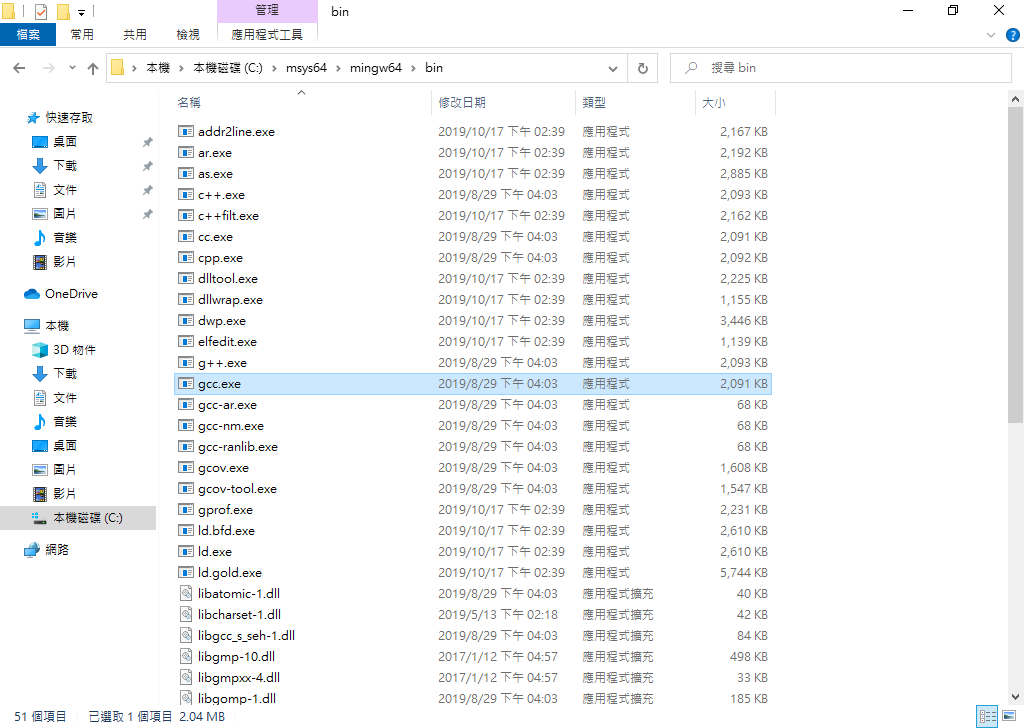 管理 bin
檔案 常用 共用 檢視 應用程式工具
本機 本機磁碟 (C:) msys64 mingw64 bin 搜尋 bin
快速存取
桌面
下載
文件
圖片
音樂
影片
OneDrive
本機
3D 物件
下載
文件
音樂
桌面
圖片
影片
本機磁碟 (C:)
網路
名稱 修改日期 類型 大小
addr2line.exe 2019/10/17 下午 02:39 應用程式 2,167 KB
ar.exe 2019/10/17 下午 02:39 應用程式 2,192 KB
as.exe 2019/10/17 下午 02:39 應用程式 2,885 KB
c++.exe 2019/8/29 下午 04:03 應用程式 2,093 KB
c++filt.exe 2019/10/17 下午 02:39 應用程式 2,162 KB
cc.exe 2019/8/29 下午 04:03 應用程式 2,091 KB
cpp.exe 2019/8/29 下午 04:03 應用程式 2,092 KB
dlltool.exe 2019/10/17 下午 02:39 應用程式 2,225 KB
dllwrap.exe 2019/10/17 下午 02:39 應用程式 1,155 KB
dwp.exe 2019/10/17 下午 02:39 應用程式 3,446 KB
elfedit.exe 2019/10/17 下午 02:39 應用程式 1,139 KB
g++.exe 2019/8/29 下午 04:03 應用程式 2,093 KB
gcc.exe 2019/8/29 下午 04:03 應用程式 2,091 KB
gcc-ar.exe 2019/8/29 下午 04:03 應用程式 68 KB
gcc-nm.exe 2019/8/29 下午 04:03 應用程式 68 KB
gcc-ranlib.exe 2019/8/29 下午 04:03 應用程式 68 KB
gcov.exe 2019/8/29 下午 04:03 應用程式 1,608 KB
gcov-tool.exe 2019/8/29 下午 04:03 應用程式 1,547 KB
gprof.exe 2019/10/17 下午 02:39 應用程式 2,231 KB
ld.bfd.exe 2019/10/17 下午 02:39 應用程式 2,610 KB
ld.exe 2019/10/17 下午 02:39 應用程式 2,610 KB
ld.gold.exe 2019/10/17 下午 02:39 應用程式 5,744 KB
libatomic-1.dll 2019/8/29 下午 04:03 應用程式擴充 40 KB
libcharset-1.dll 2019/5/13 下午 02:18 應用程式擴充 42 KB
libgcc_s_seh-1.dll 2019/8/29 下午 04:03 應用程式擴充 84 KB
libgmp-10.dll 2017/1/12 下午 04:57 應用程式擴充 498 KB
libgmpxx-4.dll 2017/1/12 下午 04:57 應用程式擴充 33 KB
libgomp-1.dll 2019/8/29 下午 04:03 應用程式擴充 185 KB
51 個項目 已選取 1 個項目 2.04 MB